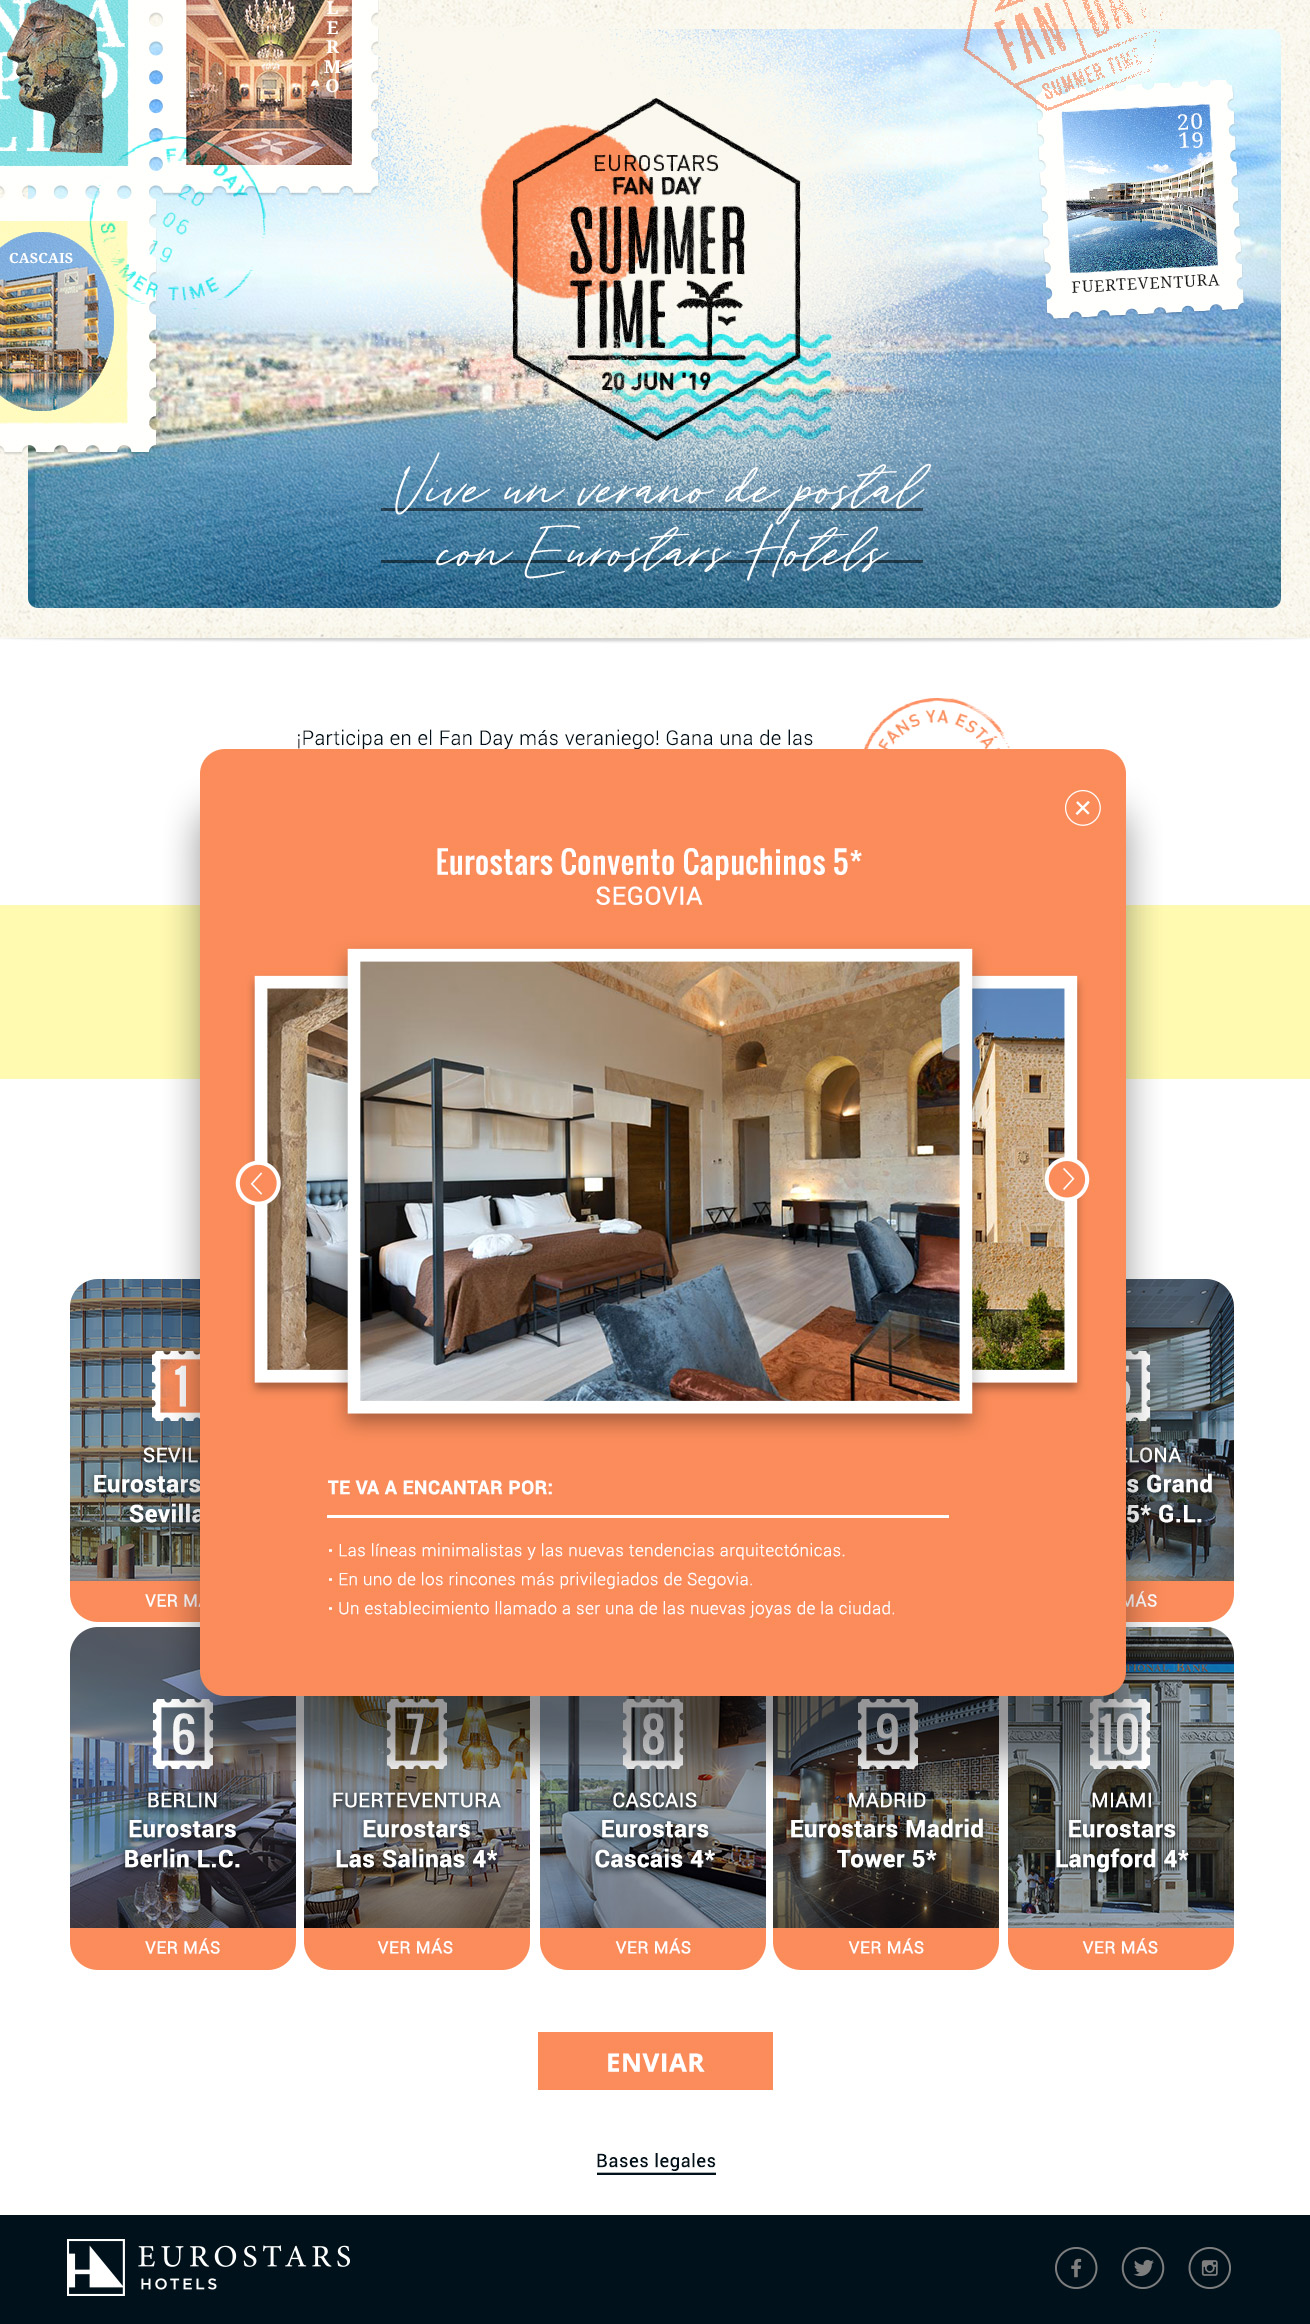 LERMO
FAN DAY
20
06
19
SUMMER TIME
CASCAIS
EUROSTARS
FAN DAY
SUMMER
TIME
20 JUN '19
FAN DAY
SUMMER TIME
20
19
FUERTEVENTURA
Vive un verano de postal
con Eurostars Hotels
¡Participa en el Fan Day más veraniego! Gana una de las
FANS YA ESTÁ
Eurostars Convento Capuchinos 5*
SEGOVIA
TE VA A ENCANTAR POR:
• Las líneas minimalistas y las nuevas tendencias arquitectónicas.
• En uno de los rincones más privilegiados de Segovia.
• Un establecimiento llamado a ser una de las nuevas joyas de la ciudad.
1
SEVIL
Eurostars
Sevilla
VER M
5
LONA
s Grand
5* G.L.
MÁS
6
BERLIN
Eurostars
Berlin L.C.
VER MÁS
7
FUERTEVENTURA
Eurostars
Las Salinas 4*
VER MÁS
8
CASCAIS
Eurostars
Cascais 4*
VER MÁS
9
MADRID
Eurostars Madrid
Tower 5*
VER MÁS
10
MIAMI
Eurostars
Langford 4*
VER MÁS
ENVIAR
Bases legales
EUROSTARS
HOTELS